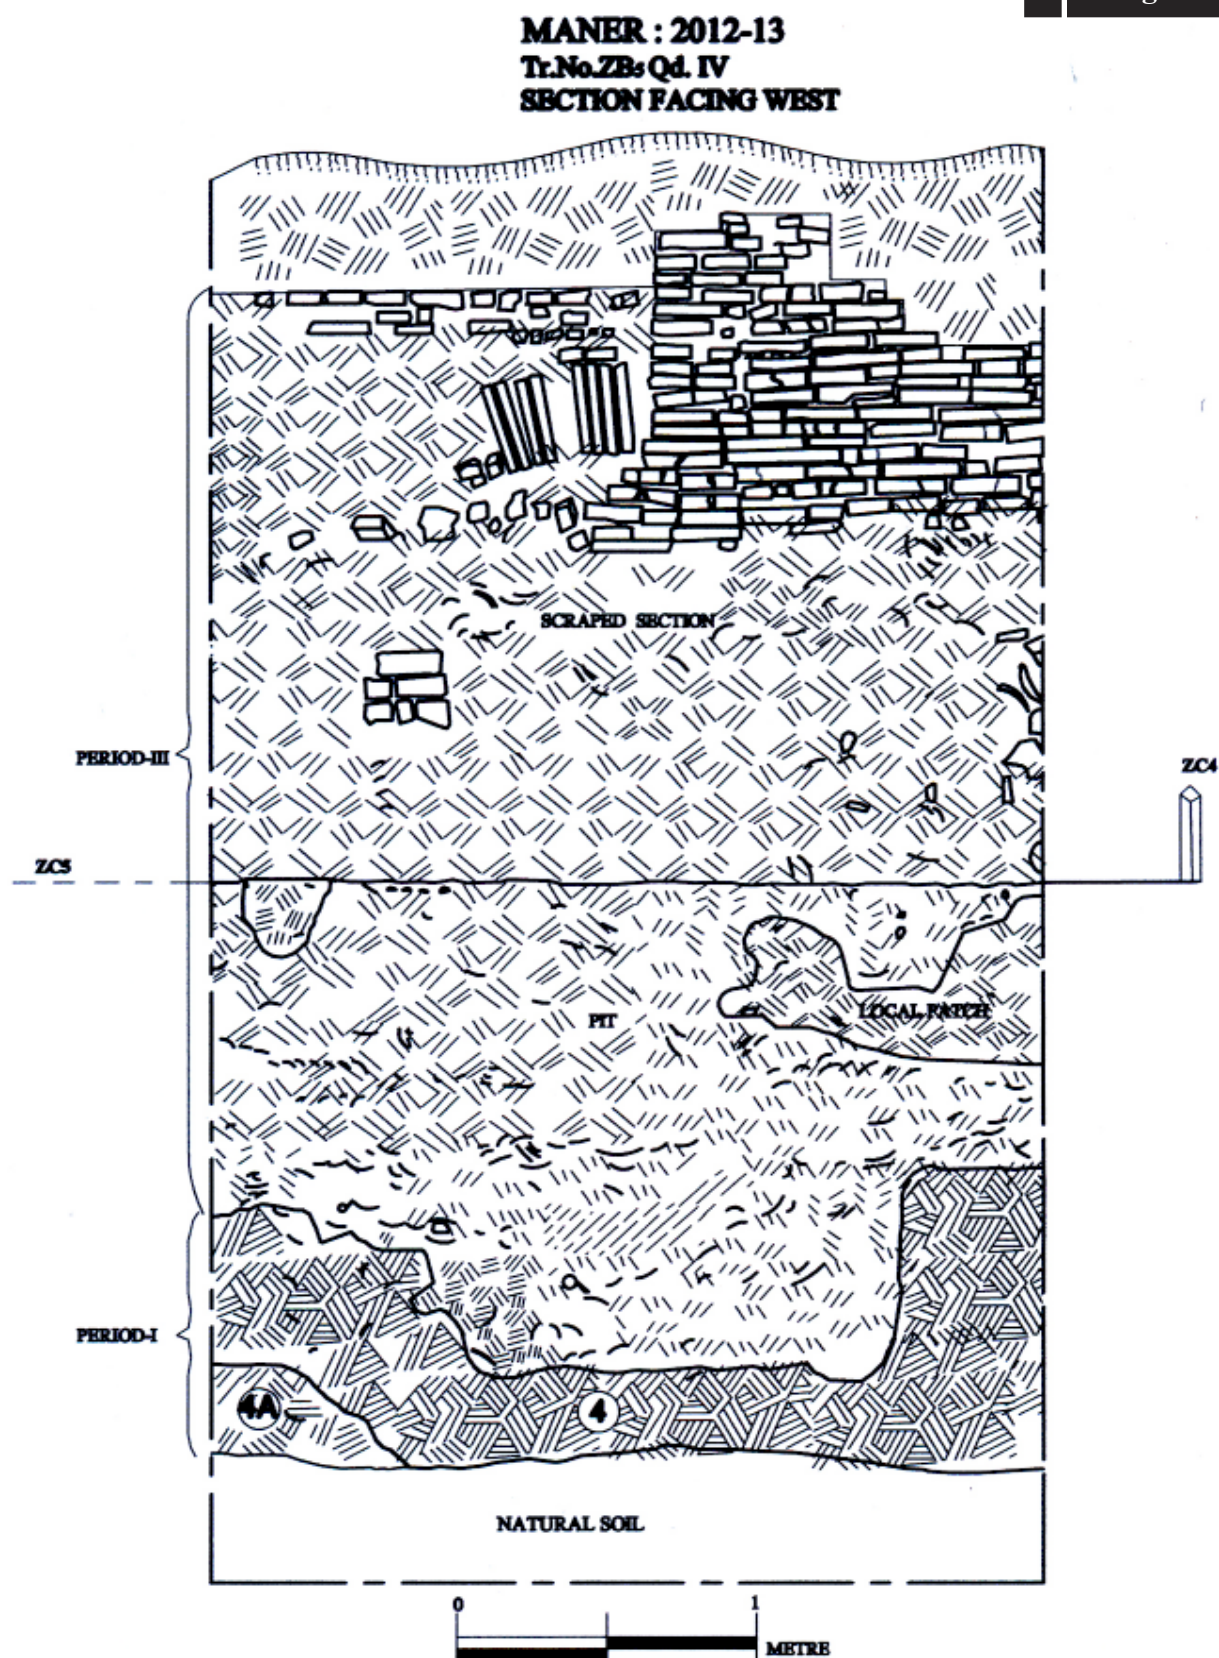 MANER : 2012-13
Tr.No.ZB5 Qd. IV
SECTION FACING WEST
SCRAPED SECTION
PERIOD-III
ZC4
ZC5
PIT
LOCAL PATCH
PERIOD-I
4A
4
NATURAL SOIL
0 1
METRE